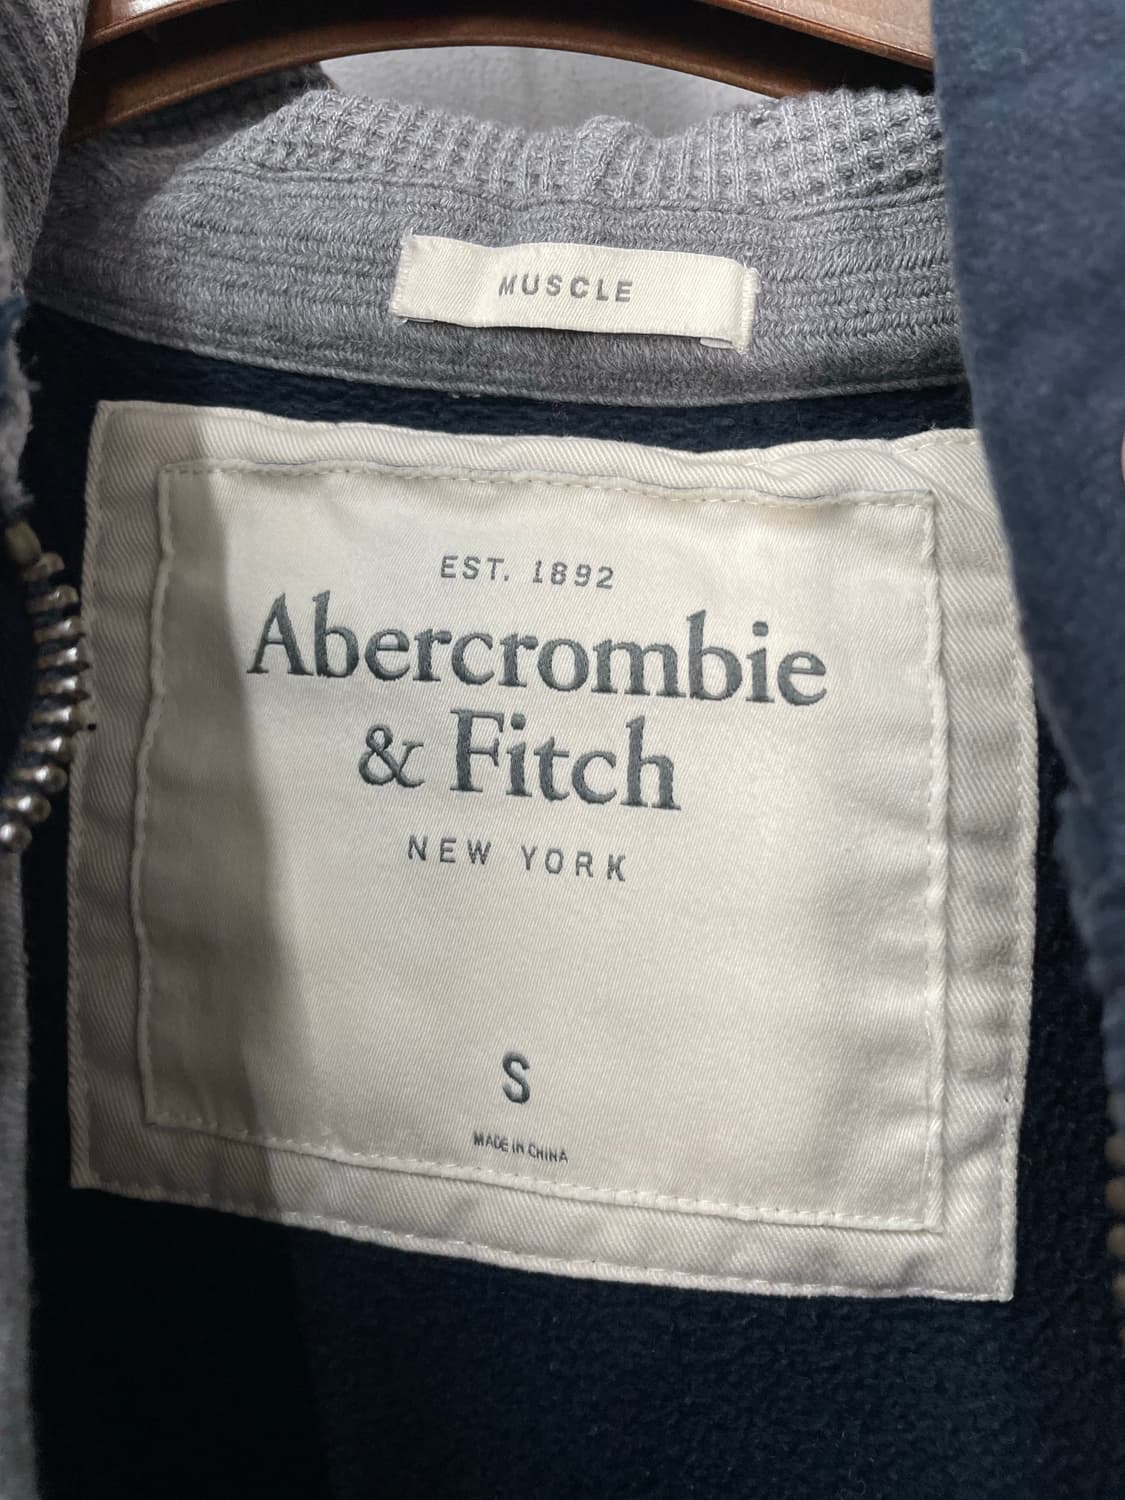 MUSCLE
EST. 1892
Abercrombie
& Fitch
NEW YORK
S
MADE IN CHINA